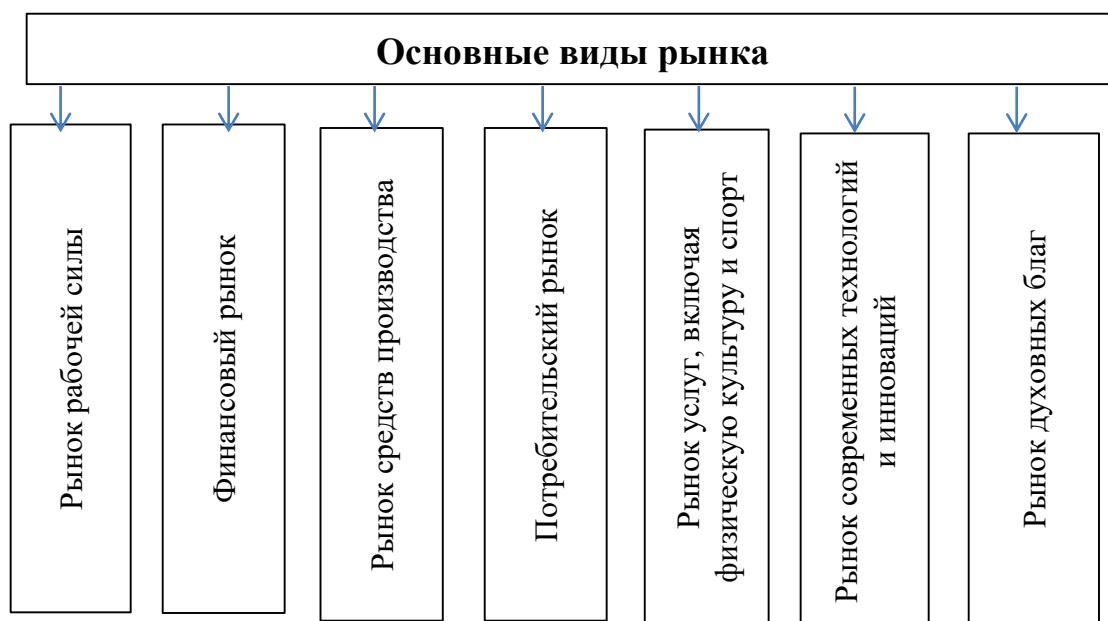 Основные виды рынка
Рынок рабочей силы
Финансовый рынок
Рынок средств производства
Потребительский рынок
Рынок услуг, включая
физическую культуру и спорт
Рынок современных технологий
и инноваций
Рынок духовных благ